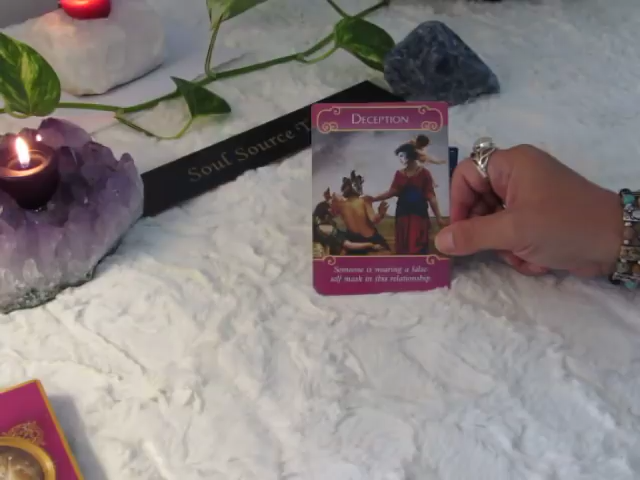 Soul Source
DECEPTION
Someone is wearing a false
self mask in this relationship.